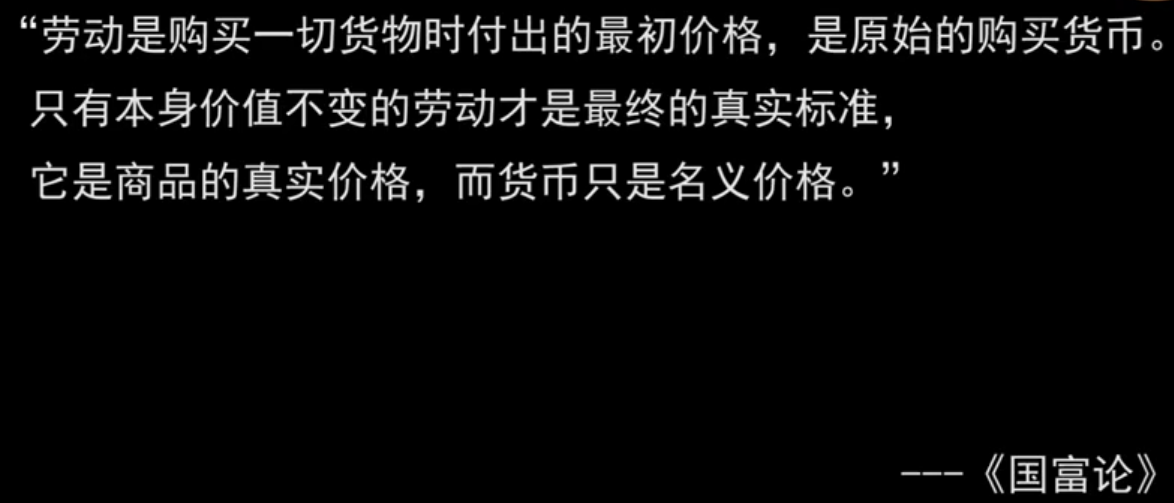 “劳动是购买一切货物时付出的最初价格，是原始的购买货币。
只有本身价值不变的劳动才是最终的真实标准，
它是商品的真实价格，而货币只是名义价格。”
---《国富论》